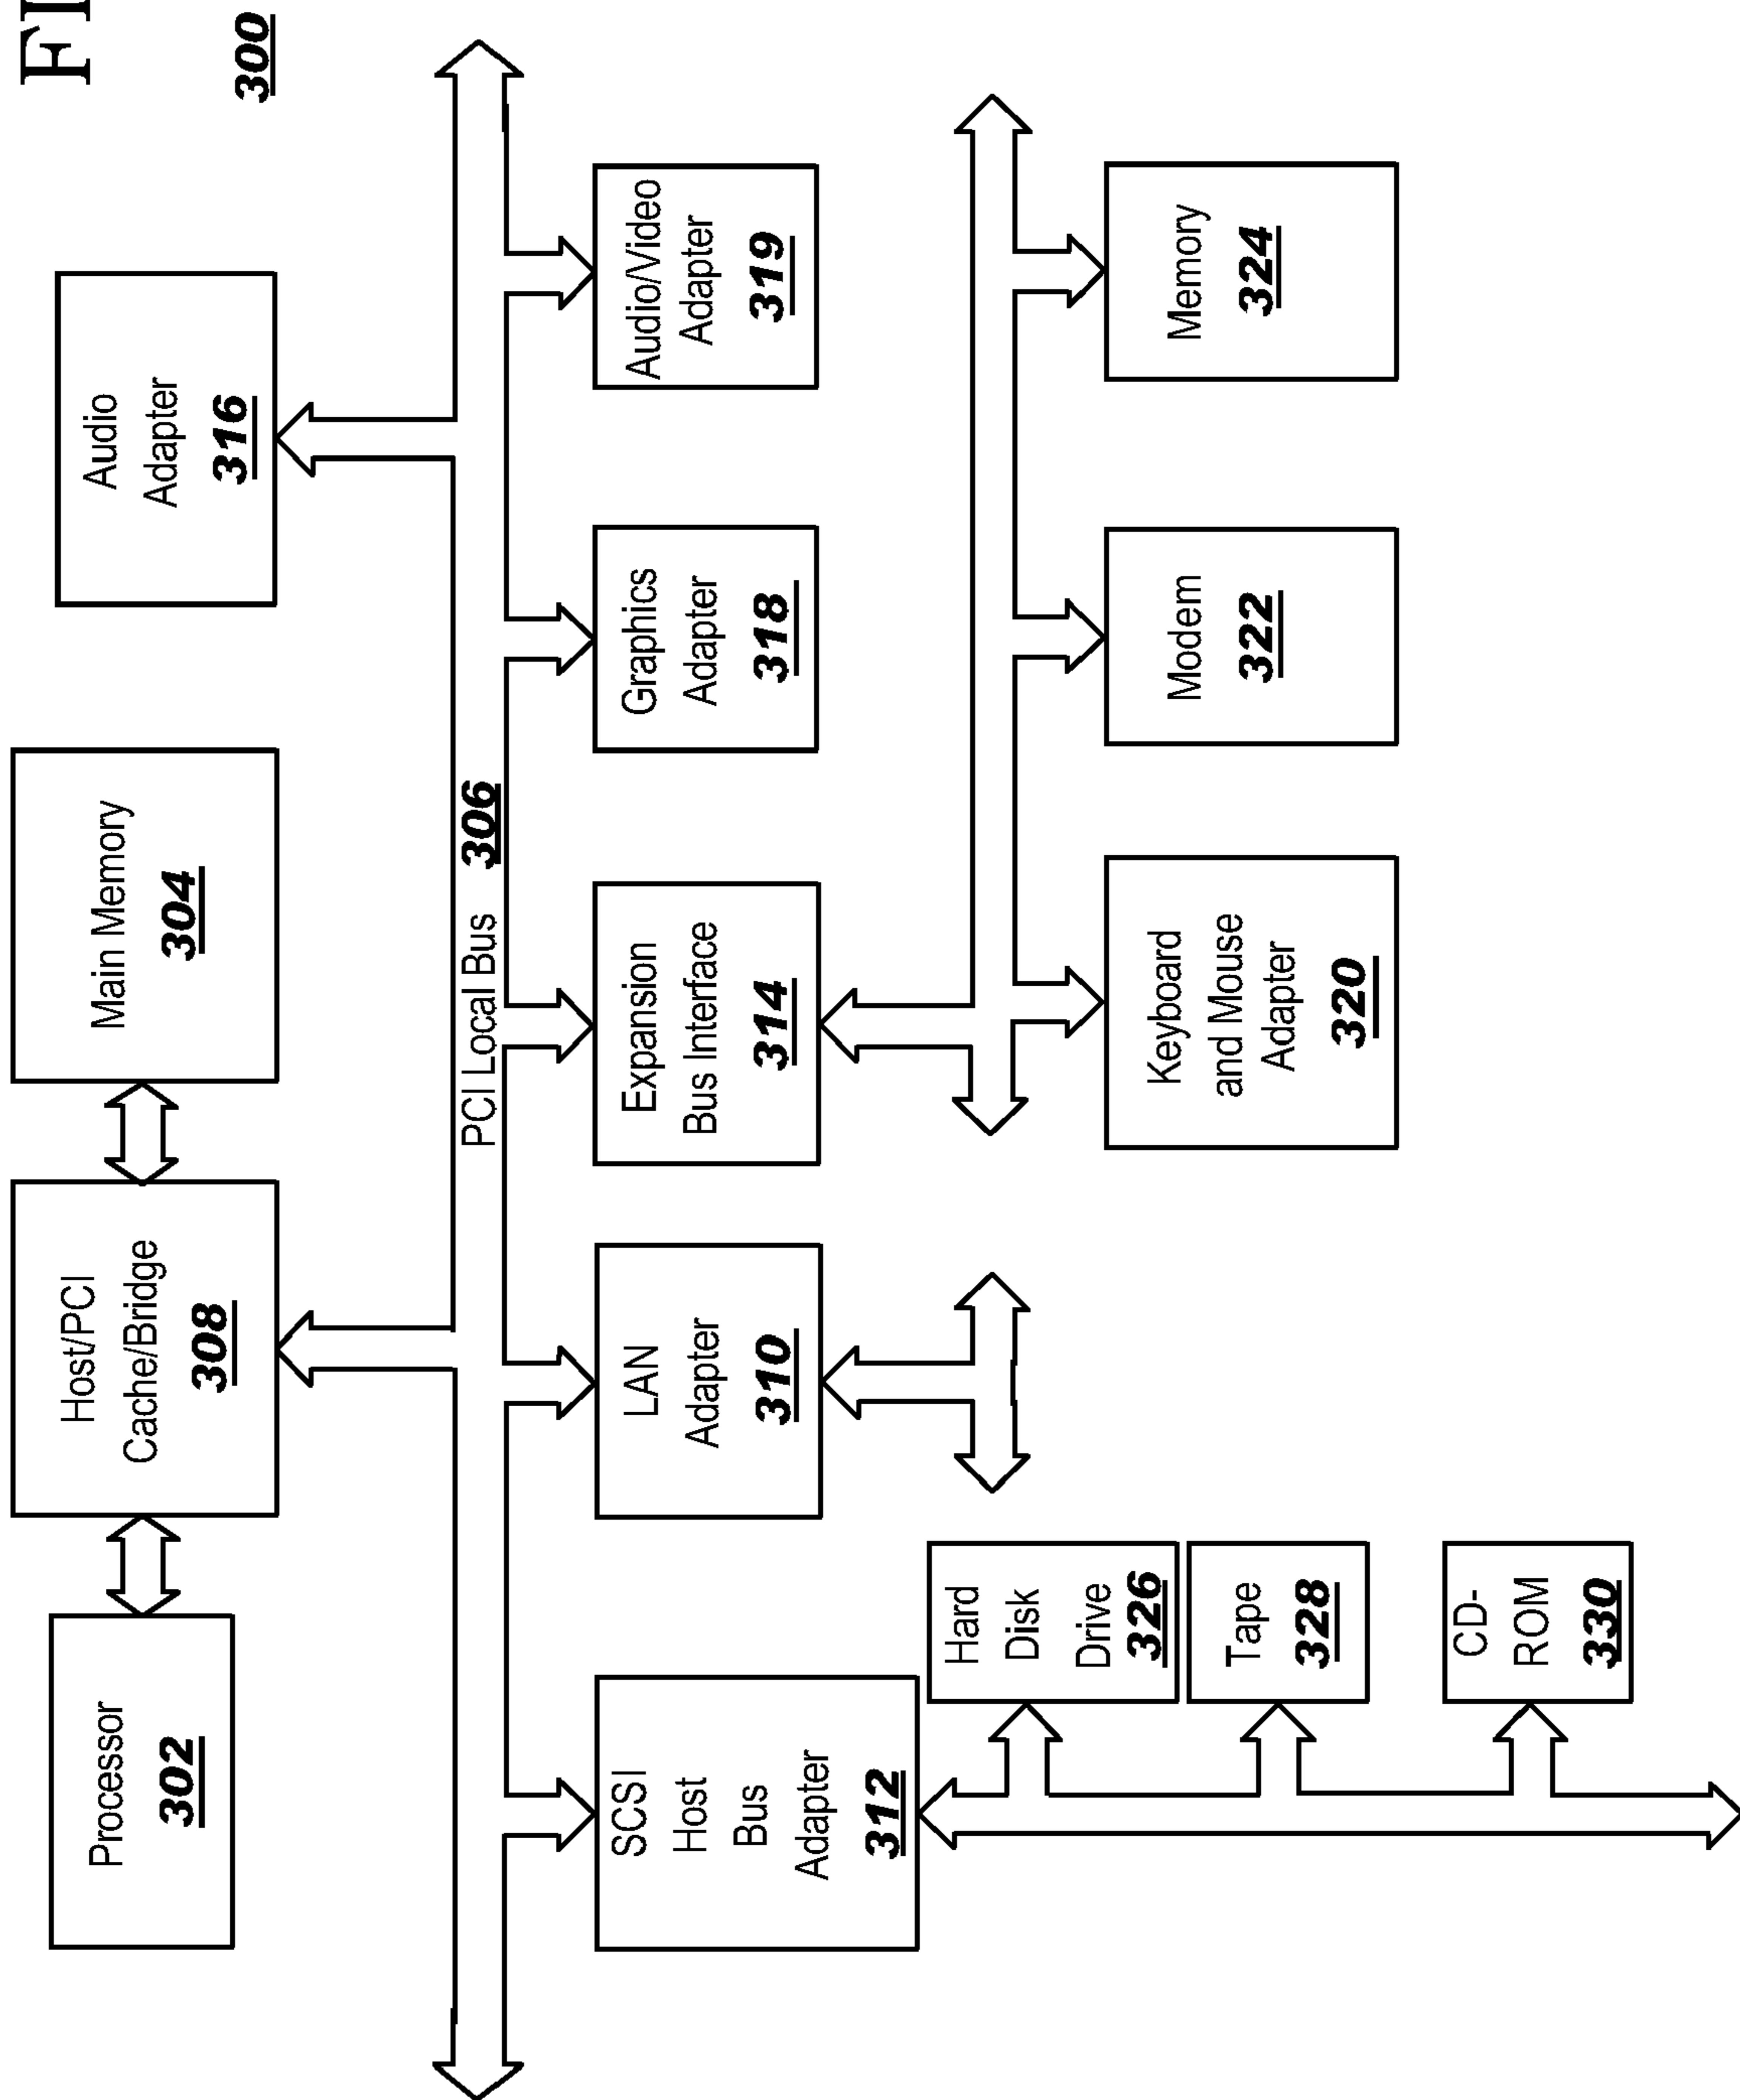 FI
300
Processor
302
Host/PCI
Cache/Bridge
308
Main Memory
304
Audio
Adapter
316
PCI Local Bus 306
SCSI
Host
Bus
Adapter
312
LAN
Adapter
310
Expansion
Bus Interface
314
Graphics
Adapter
318
Audio/Video
Adapter
319
Hard
Disk
Drive
326
Tape
328
CD-
ROM
330
Keyboard
and Mouse
Adapter
320
Modem
322
Memory
324